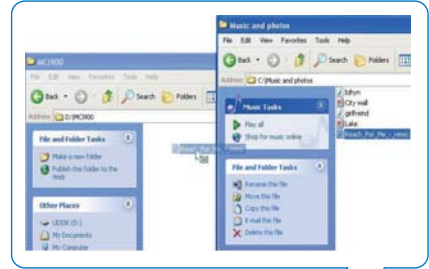 MCJ900
File Edit View Favorites Tools Help
Back Search Folders
Address D:\MCJ900
File and Folder Tasks
Make a new folder
Publish this folder to the
Web
Other Places
UDISK (D:)
My Documents
My Computer
Music and photos
File Edit View Favorites Tools Help
Back Search Folders
Address C:\Music and photos
Music Tasks
Play all
Shop for music online
File and Folder Tasks
Rename this file
Move this file
Copy this file
E-mail this file
Delete this file
City wall
girlfriend
Lake